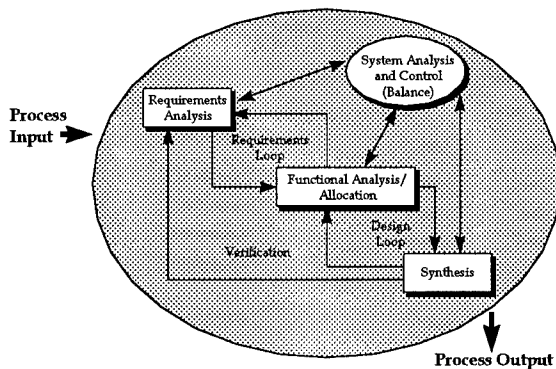 System Analysis
and Control
(Balance)
Requirements
Analysis
Process
Input
Requirements
Loop
Functional Analysis/
Allocation
Design
Loop
Verification
Synthesis
Process Output